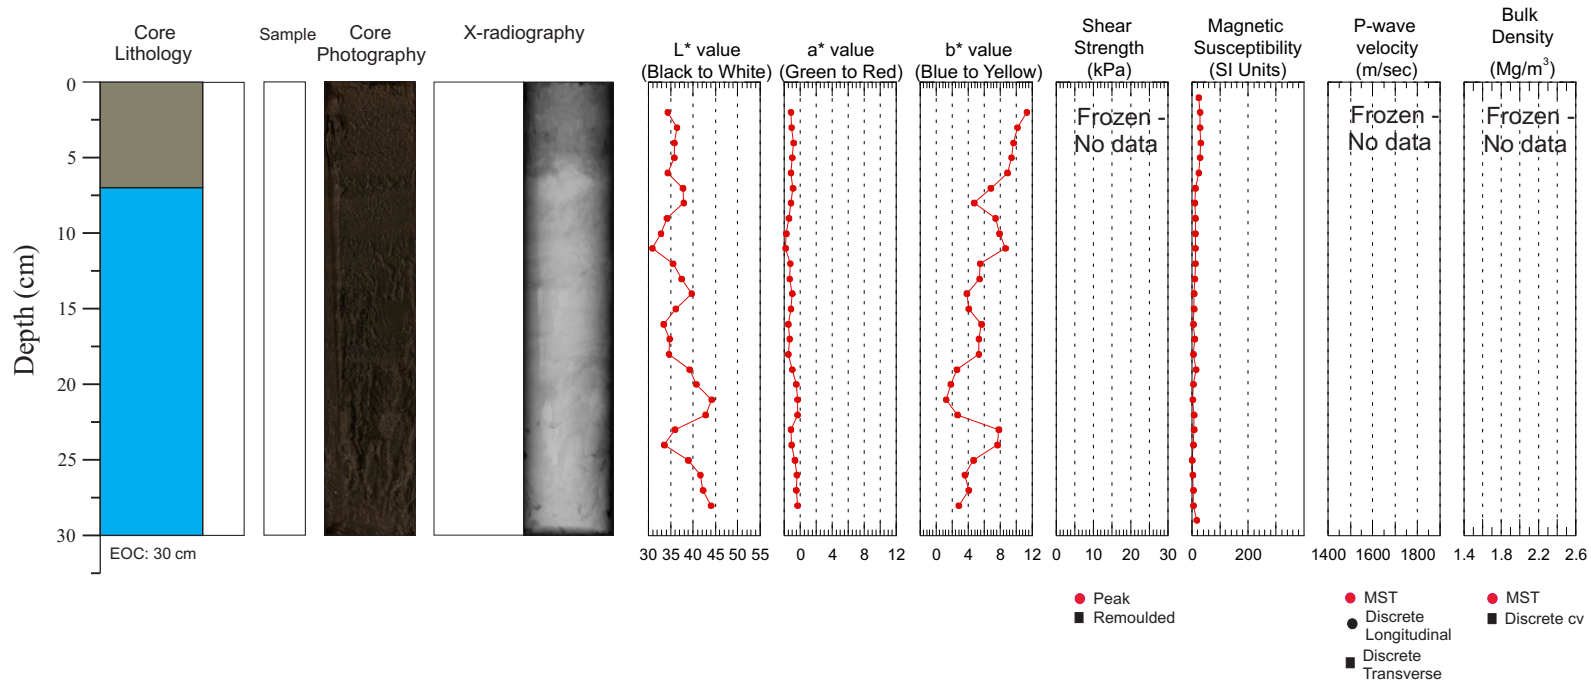 Core
Lithology
Sample
Core
Photography
X-radiography
L* value
(Black to White)
a* value
(Green to Red)
b* value
(Blue to Yellow)
Shear
Strength
(kPa)
Magnetic
Susceptibility
(SI Units)
P-wave
velocity
(m/sec)
Bulk
Density
(Mg/m³)
Depth (cm)
0
5
10
15
20
25
30
EOC: 30 cm
Frozen -
No data
Frozen -
No data
Frozen -
No data
30 35 40 45 50 55
0 4 8 12
0 4 8 12
0 10 20 30
0 200
1400 1600 1800
1.4 1.8 2.2 2.6
Peak
Remoulded
MST
Discrete
Longitudinal
Discrete
Transverse
MST
Discrete cv